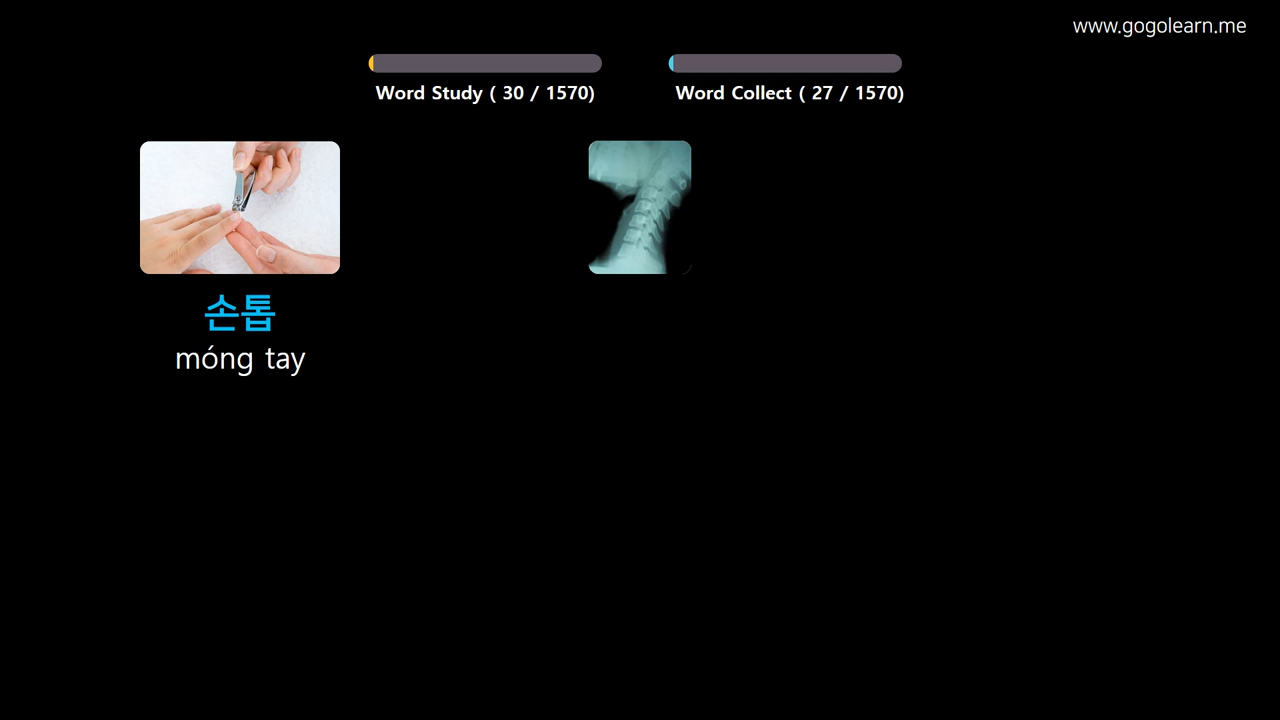 www.gogolearn.me
Word Study ( 30 / 1570)
Word Collect ( 27 / 1570)
손톱
móng tay